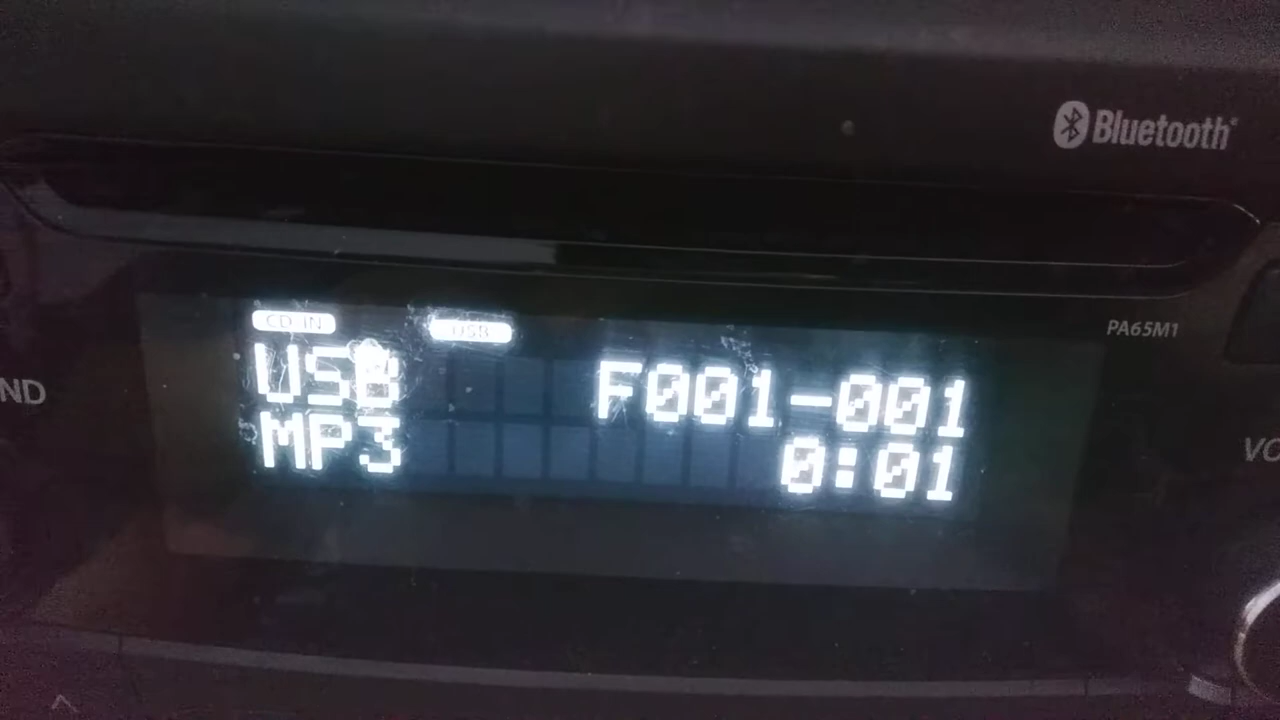 Bluetooth
PA65M1
CD IN USB
USB F001-001
MP3 0:01
ND
VO